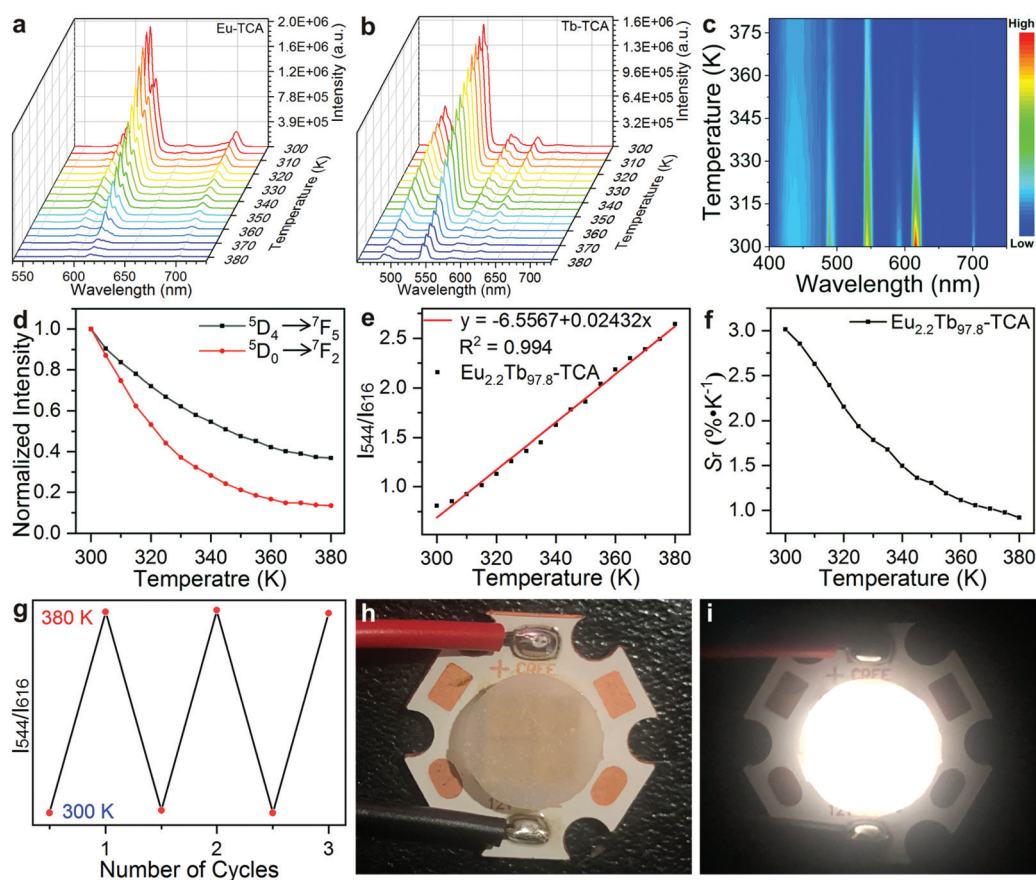 a
Eu-TCA
2.0E+06
1.6E+06
1.2E+06
7.8E+05
3.9E+05
Intensity (a.u.)
300
310
320
330
340
350
360
370
380
Temperature (K)
550
600
650
700
Wavelength (nm)
b
Tb-TCA
1.6E+06
1.3E+06
9.6E+05
6.4E+05
3.2E+05
Intensity (a.u.)
300
310
320
330
340
350
360
370
380
Temperature (K)
450
500
550
600
650
700
Wavelength (nm)
c
375
360
345
330
315
300
Temperature (K)
400
500
600
700
Wavelength (nm)
High
Low
d
1.0
0.8
0.6
0.4
0.2
0.0
Normalized Intensity
⁵D₄ → ⁷F₅
⁵D₀ → ⁷F₂
300
320
340
360
380
Temperatre (K)
e
2.5
2.0
1.5
1.0
I₅₄₄/I₆₁₆
y = -6.5567+0.02432x
R² = 0.994
Eu₂.₂Tb₉₇.₈-TCA
300
320
340
360
380
Temperature (K)
f
3.0
2.5
2.0
1.5
1.0
Sr (%•K⁻¹)
Eu₂.₂Tb₉₇.₈-TCA
300
320
340
360
380
Temperature (K)
g
380 K
300 K
I₅₄₄/I₆₁₆
1
2
3
Number of Cycles
h
+ CREE
12
i
+ CREE
12